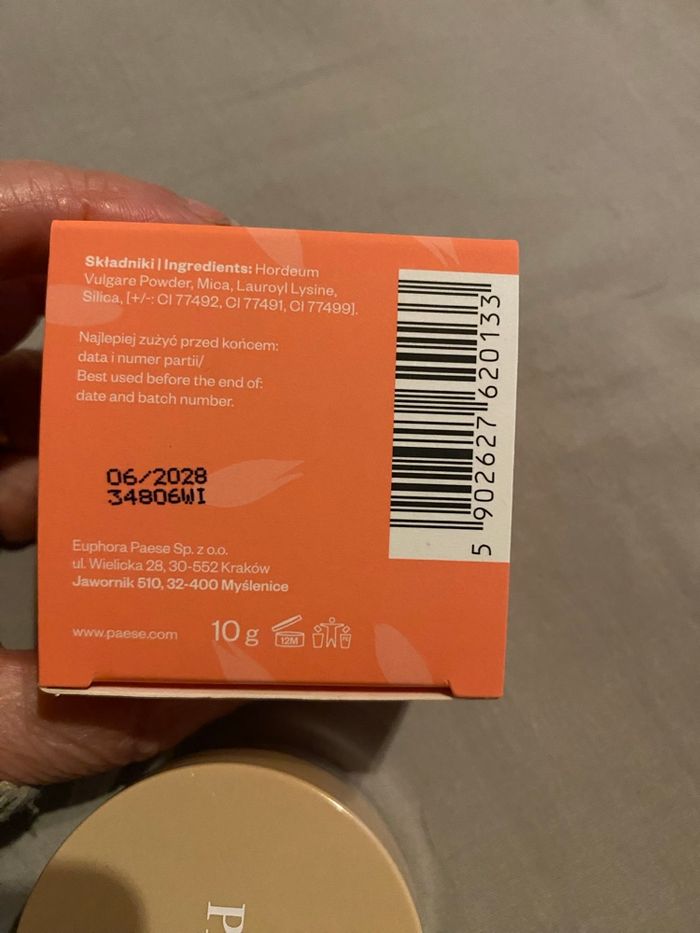 Składniki | Ingredients: Hordeum
Vulgare Powder, Mica, Lauroyl Lysine,
Silica, [+/-: CI 77492, CI 77491, CI 77499].
Najlepiej zużyć przed końcem:
data i numer partii/
Best used before the end of:
date and batch number.
06/2028
34806WI
Euphora Paese Sp. z o.o.
ul. Wielicka 28, 30-552 Kraków
Jawornik 510, 32-400 Myślenice
www.paese.com
10 g
12M
5 902627 620133